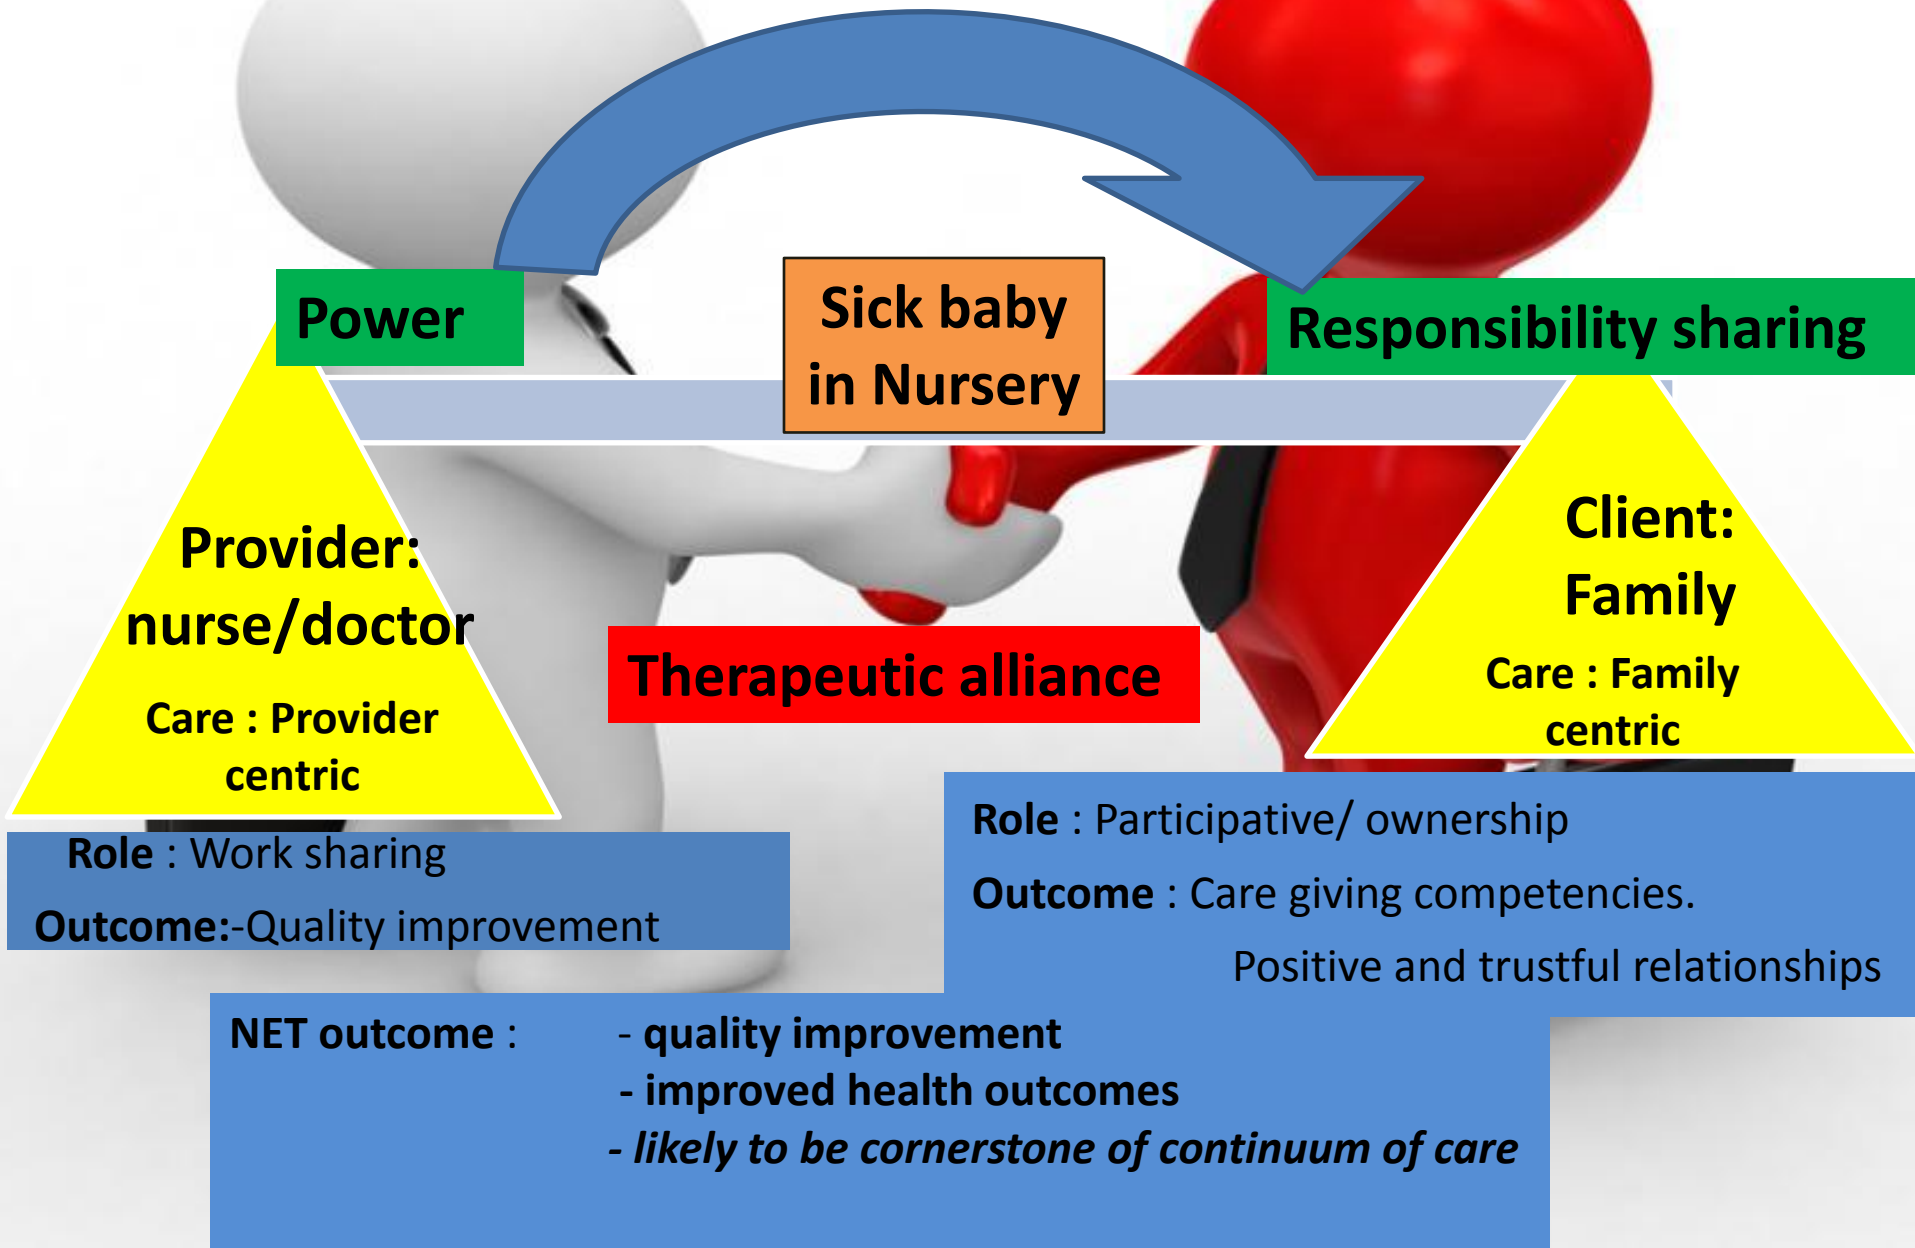 Power
Sick baby
in Nursery
Responsibility sharing
Provider:
nurse/doctor
Care : Provider
centric
Therapeutic alliance
Client:
Family
Care : Family
centric
Role : Work sharing
Outcome:-Quality improvement
Role : Participative/ ownership
Outcome : Care giving competencies.
Positive and trustful relationships
NET outcome : - quality improvement
- improved health outcomes
- likely to be cornerstone of continuum of care